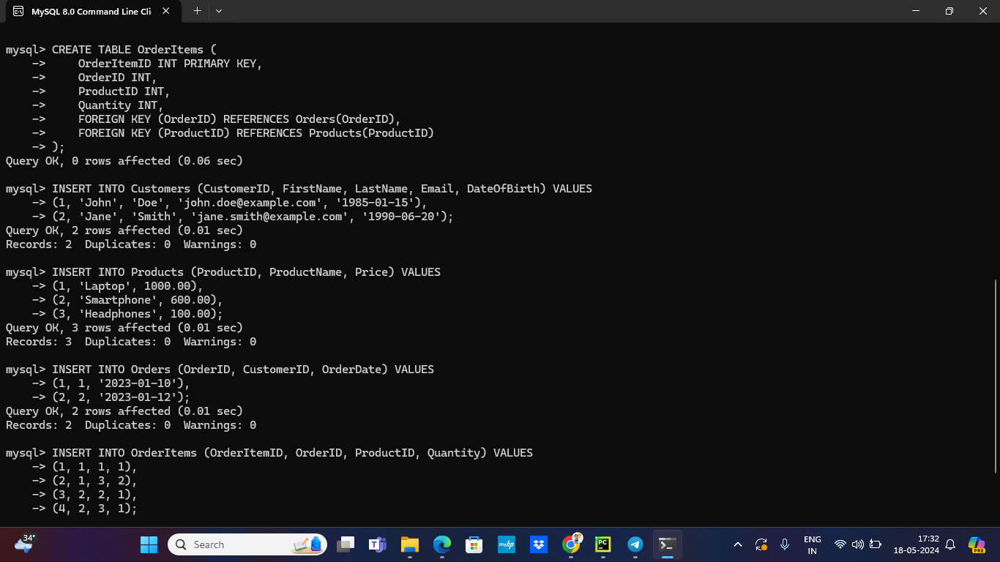 MySQL 8.0 Command Line Cli
mysql> CREATE TABLE OrderItems (
    ->     OrderItemID INT PRIMARY KEY,
    ->     OrderID INT,
    ->     ProductID INT,
    ->     Quantity INT,
    ->     FOREIGN KEY (OrderID) REFERENCES Orders(OrderID),
    ->     FOREIGN KEY (ProductID) REFERENCES Products(ProductID)
    -> );
Query OK, 0 rows affected (0.06 sec)
mysql> INSERT INTO Customers (CustomerID, FirstName, LastName, Email, DateOfBirth) VALUES
    -> (1, 'John', 'Doe', 'john.doe@example.com', '1985-01-15'),
    -> (2, 'Jane', 'Smith', 'jane.smith@example.com', '1990-06-20');
Query OK, 2 rows affected (0.01 sec)
Records: 2  Duplicates: 0  Warnings: 0
mysql> INSERT INTO Products (ProductID, ProductName, Price) VALUES
    -> (1, 'Laptop', 1000.00),
    -> (2, 'Smartphone', 600.00),
    -> (3, 'Headphones', 100.00);
Query OK, 3 rows affected (0.01 sec)
Records: 3  Duplicates: 0  Warnings: 0
mysql> INSERT INTO Orders (OrderID, CustomerID, OrderDate) VALUES
    -> (1, 1, '2023-01-10'),
    -> (2, 2, '2023-01-12');
Query OK, 2 rows affected (0.01 sec)
Records: 2  Duplicates: 0  Warnings: 0
mysql> INSERT INTO OrderItems (OrderItemID, OrderID, ProductID, Quantity) VALUES
    -> (1, 1, 1, 1),
    -> (2, 1, 3, 2),
    -> (3, 2, 2, 1),
    -> (4, 2, 3, 1);
34°
Search
myhp
PC
ENG
IN
17:32
18-05-2024
PRE